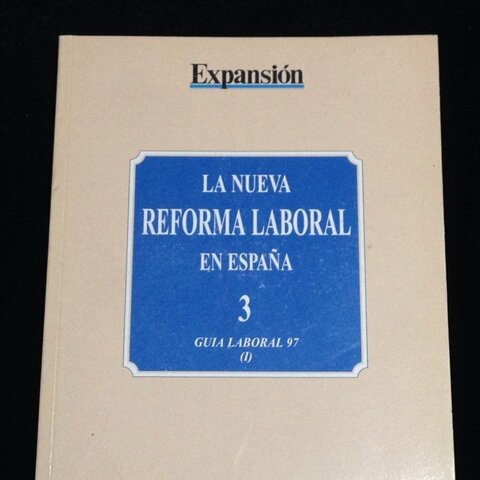 Expansión
LA NUEVA
REFORMA LABORAL
EN ESPAÑA
3
GUIA LABORAL 97
(I)